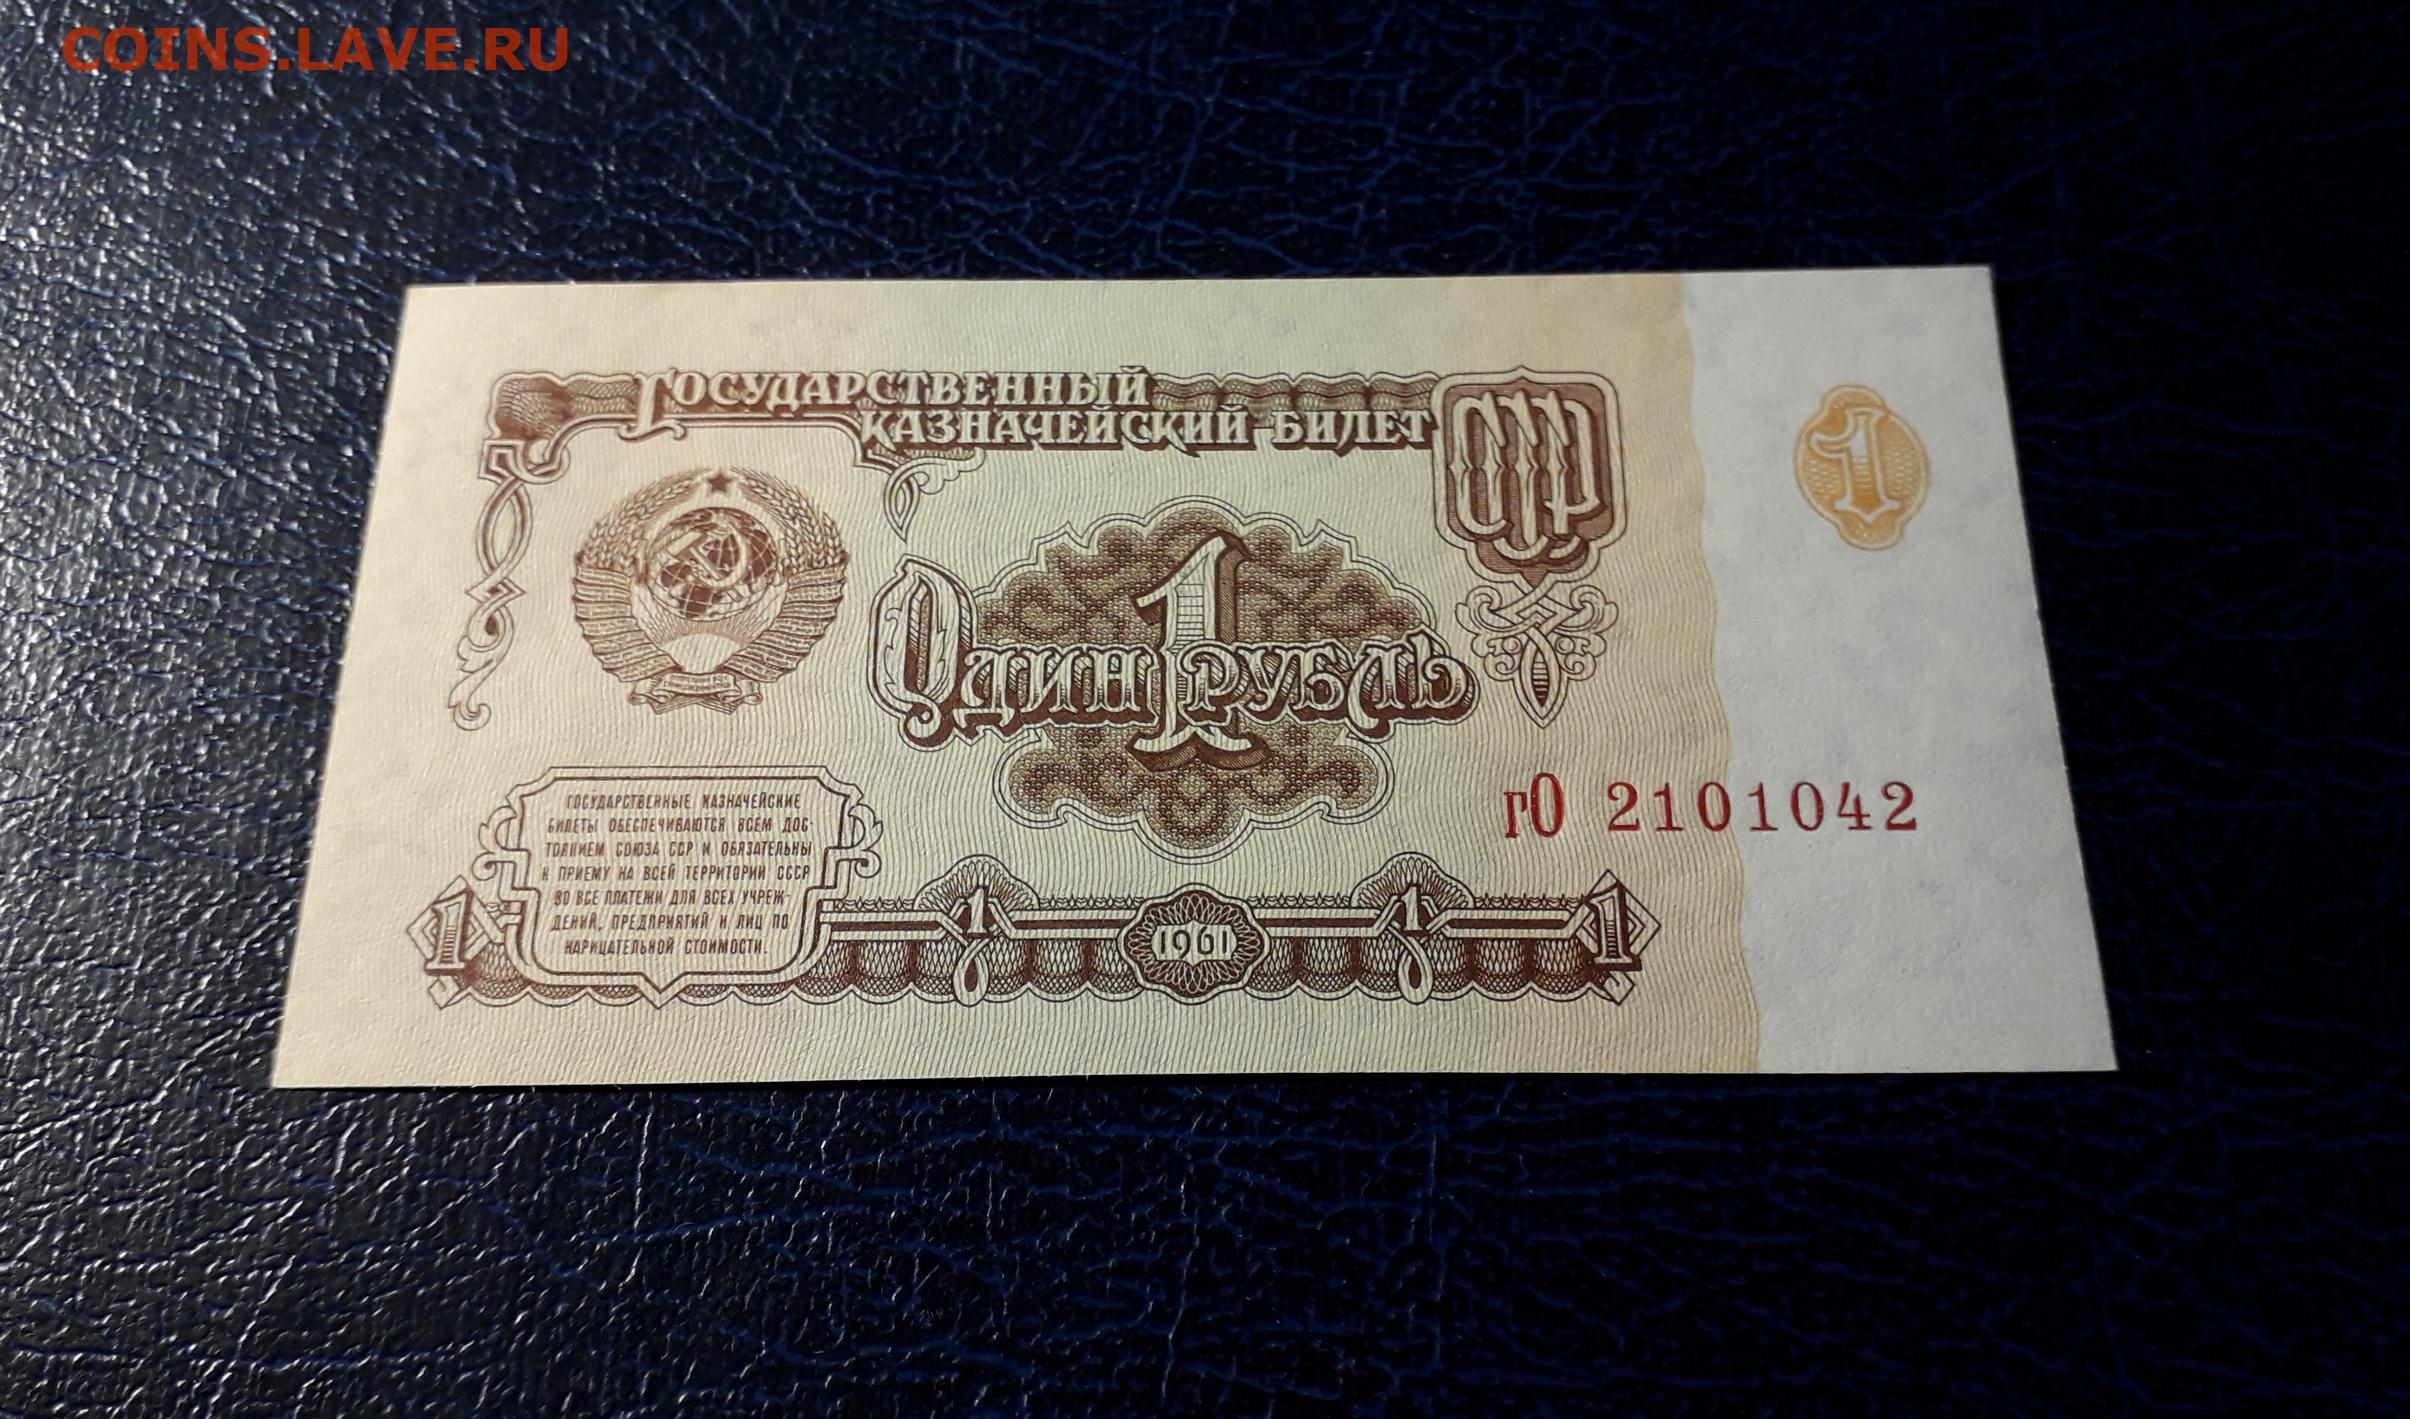 COINS.LAVE.RU
ГОСУДАРСТВЕННЫЙ
КАЗНАЧЕЙСКИЙ БИЛЕТ
СССР
1
1
ОДИН РУБЛЬ
гО 2101042
ГОСУДАРСТВЕННЫЕ КАЗНАЧЕЙСКИЕ
БИЛЕТЫ ОБЕСПЕЧИВАЮТСЯ ВСЕМ ДОС-
ТОЯНИЕМ СОЮЗА ССР И ОБЯЗАТЕЛЬНЫ
К ПРИЕМУ НА ВСЕЙ ТЕРРИТОРИИ СССР
ВО ВСЕ ПЛАТЕЖИ ДЛЯ ВСЕХ УЧРЕЖ-
ДЕНИЙ, ПРЕДПРИЯТИЙ И ЛИЦ ПО
НАРИЦАТЕЛЬНОЙ СТОИМОСТИ.
1 1 1961 1 1